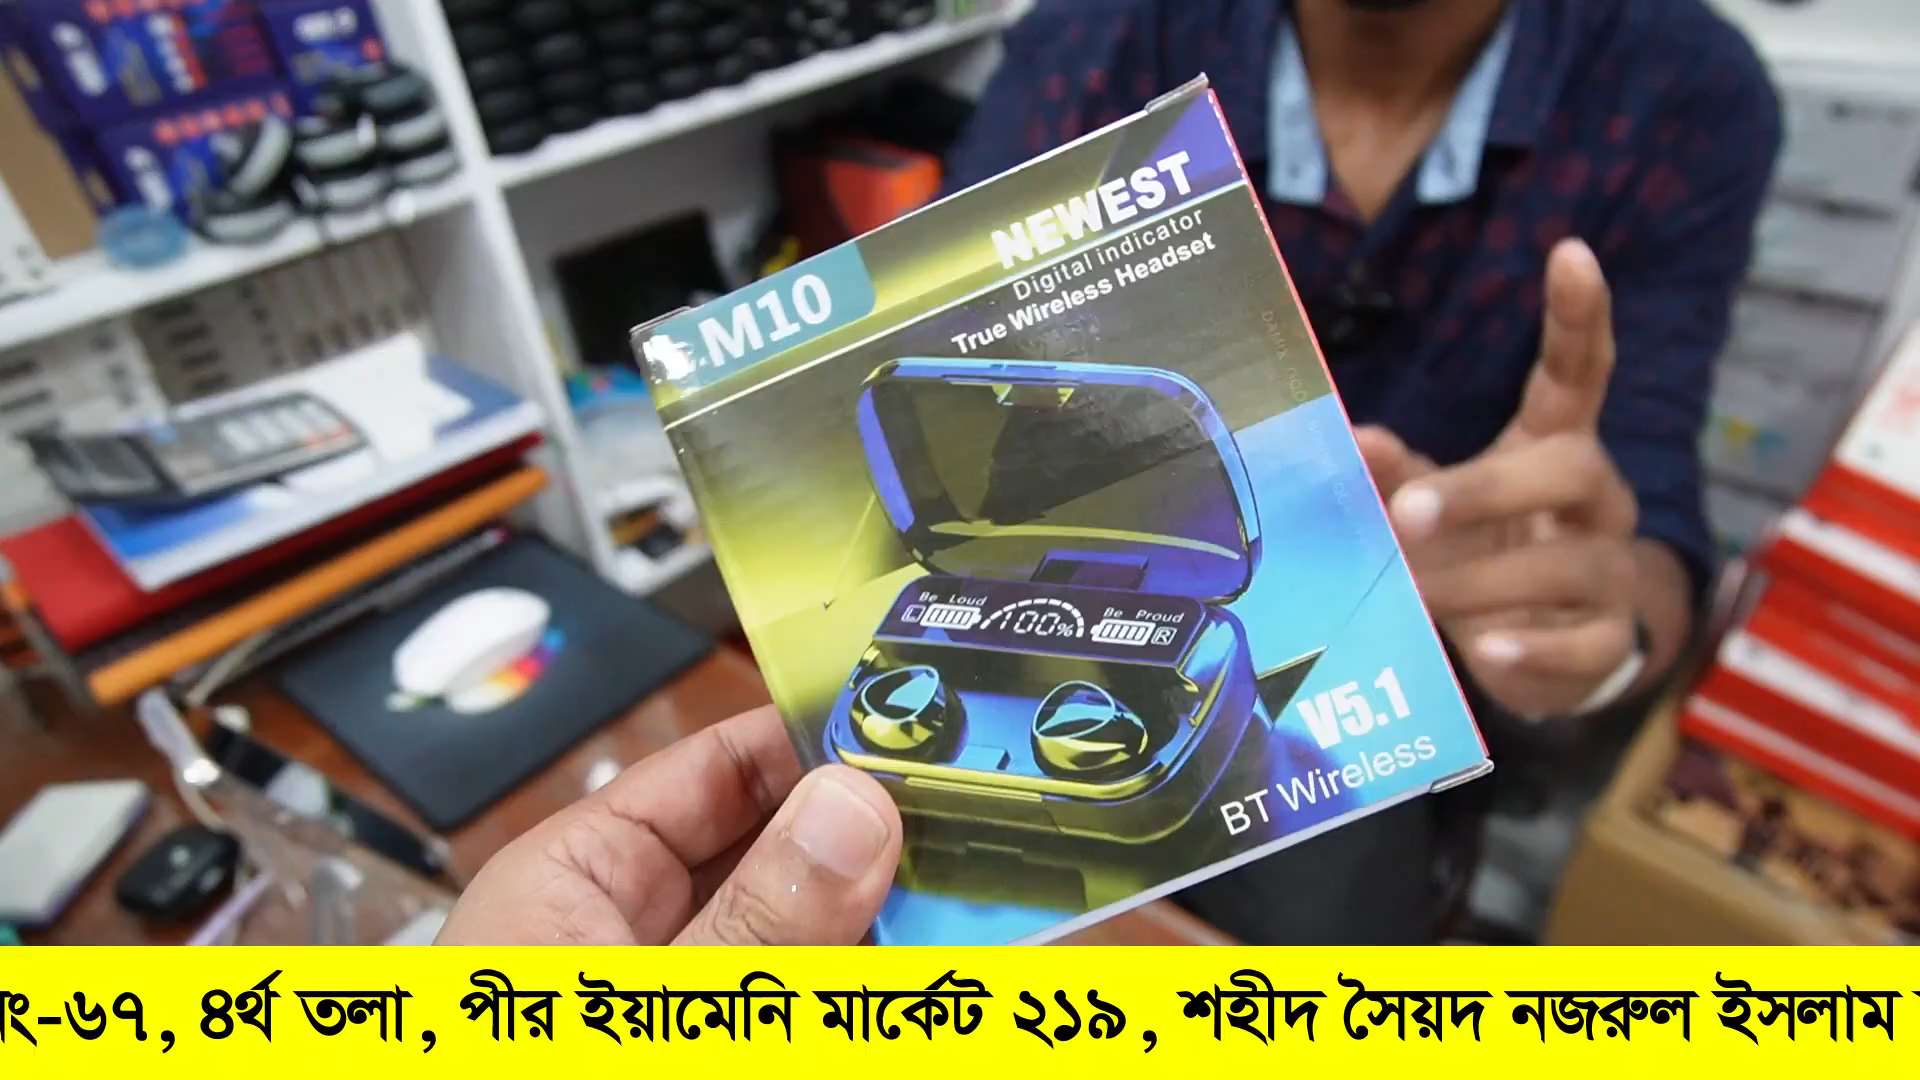 NEWEST
Digital indicator
True Wireless Headset
M10
Be Loud
Be Proud
L
100%
R
V5.1
BT Wireless
নং-৬৭, ৪র্থ তলা, পীর ইয়ামেনি মার্কেট ২১৯, শহীদ সৈয়দ নজরুল ইসলাম